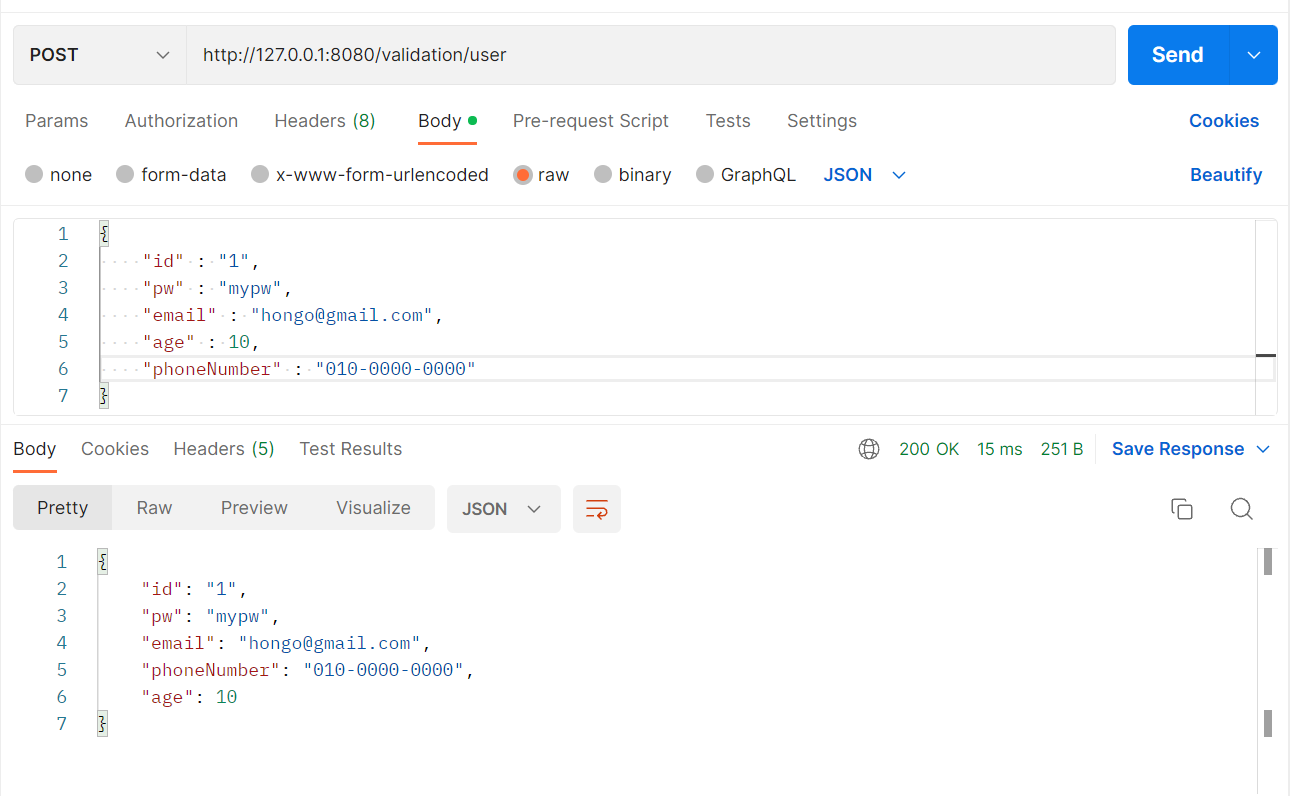 POST http://127.0.0.1:8080/validation/user Send
Params Authorization Headers (8) Body Pre-request Script Tests Settings Cookies
none form-data x-www-form-urlencoded raw binary GraphQL JSON Beautify
1 {
2 "id" : "1",
3 "pw" : "mypw",
4 "email" : "hongo@gmail.com",
5 "age" : 10,
6 "phoneNumber" : "010-0000-0000"
7 }
Body Cookies Headers (5) Test Results 200 OK 15 ms 251 B Save Response
Pretty Raw Preview Visualize JSON
1 {
2 "id": "1",
3 "pw": "mypw",
4 "email": "hongo@gmail.com",
5 "phoneNumber": "010-0000-0000",
6 "age": 10
7 }